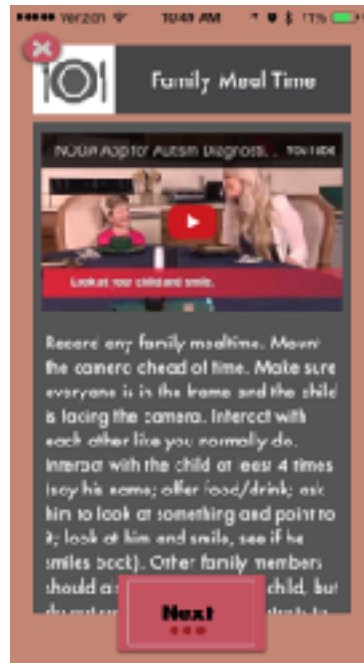 Verizon 10:41 AM
Family Meal Time
NODA App for Autism Diagnosti... YouTube
Look at your child and smile.
Record any family mealtime. Mount
the camera ahead of time. Make sure
everyone is in the frame and the child
is facing the camera. Interact with
each other like you normally do.
Interact with the child at least 4 times
(say his name; offer food/drink; ask
him to look at something and point to
it; look at him and smile, see if he
smiles back). Other family members
should child, but
Next